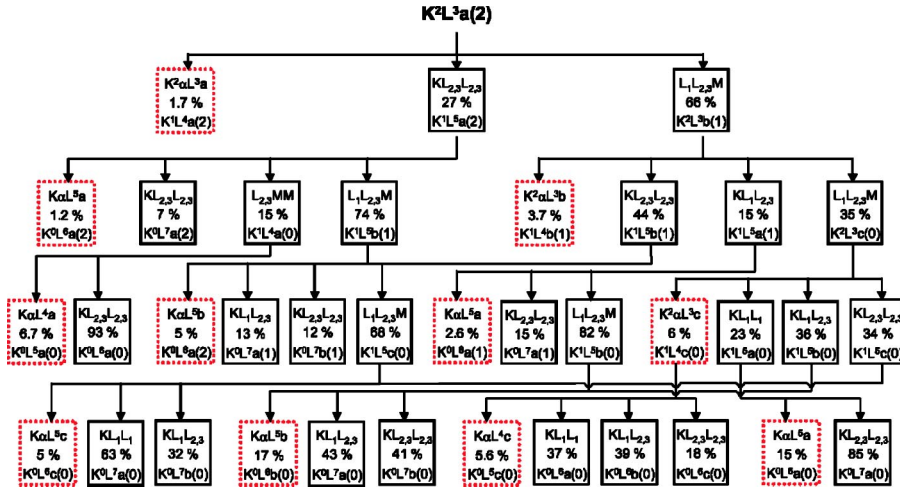 K²L³a(2)
K²αL³a
1.7 %
K¹L⁴a(2)
KL₂,₃L₂,₃
27 %
K¹L⁵a(2)
L₁L₂,₃M
66 %
K²L³b(1)
KαL⁵a
1.2 %
K⁰L⁶a(2)
KL₂,₃L₂,₃
7 %
K⁰L⁷a(2)
L₂,₃MM
15 %
K¹L⁴a(0)
L₁L₂,₃M
74 %
K¹L⁵b(1)
K²αL³b
3.7 %
K¹L⁴b(1)
KL₂,₃L₂,₃
44 %
K¹L⁵b(1)
KL₁L₂,₃
15 %
K¹L⁵a(1)
L₁L₂,₃M
35 %
K²L³c(0)
KαL⁴a
6.7 %
K⁰L⁵a(0)
KL₂,₃L₂,₃
93 %
K⁰L⁶a(0)
KαL⁵b
5 %
K⁰L⁶a(2)
KL₁L₂,₃
13 %
K⁰L⁷a(1)
KL₂,₃L₂,₃
12 %
K⁰L⁷b(1)
L₁L₂,₃M
68 %
K¹L⁵c(0)
KαL⁵a
2.6 %
K⁰L⁶a(1)
KL₂,₃L₂,₃
15 %
K⁰L⁷a(1)
L₁L₂,₃M
82 %
K¹L⁵b(0)
K²αL³c
6 %
K¹L⁴c(0)
KL₁L₁
23 %
K¹L⁵a(0)
KL₁L₂,₃
36 %
K¹L⁵b(0)
KL₂,₃L₂,₃
34 %
K¹L⁵c(0)
KαL⁵c
5 %
K⁰L⁶c(0)
KL₁L₁
63 %
K⁰L⁷a(0)
KL₁L₂,₃
32 %
K⁰L⁷b(0)
KαL⁵b
17 %
K⁰L⁶b(0)
KL₁L₂,₃
43 %
K⁰L⁷a(0)
KL₂,₃L₂,₃
41 %
K⁰L⁷b(0)
KαL⁴c
5.6 %
K⁰L⁵c(0)
KL₁L₁
37 %
K⁰L⁶a(0)
KL₁L₂,₃
39 %
K⁰L⁶b(0)
KL₂,₃L₂,₃
18 %
K⁰L⁶c(0)
KαL⁵a
15 %
K⁰L⁶a(0)
KL₂,₃L₂,₃
85 %
K⁰L⁷a(0)